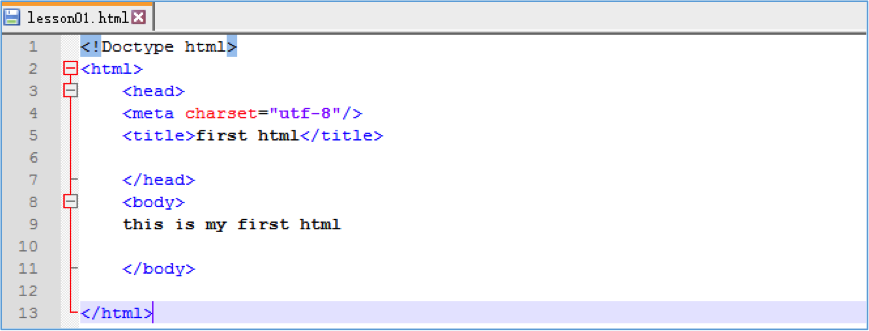 lesson01.html
1 <!Doctype html>
2 <html>
3 <head>
4 <meta charset="utf-8"/>
5 <title>first html</title>
6
7 </head>
8 <body>
9 this is my first html
10
11 </body>
12
13 </html>